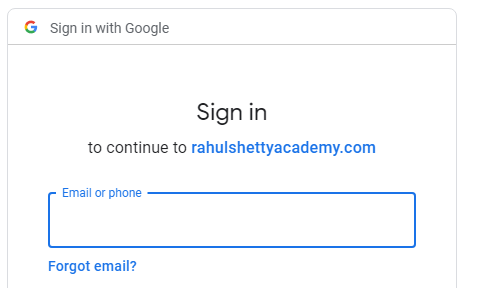 Sign in with Google
Sign in
to continue to rahulshettyacademy.com
Email or phone
Forgot email?